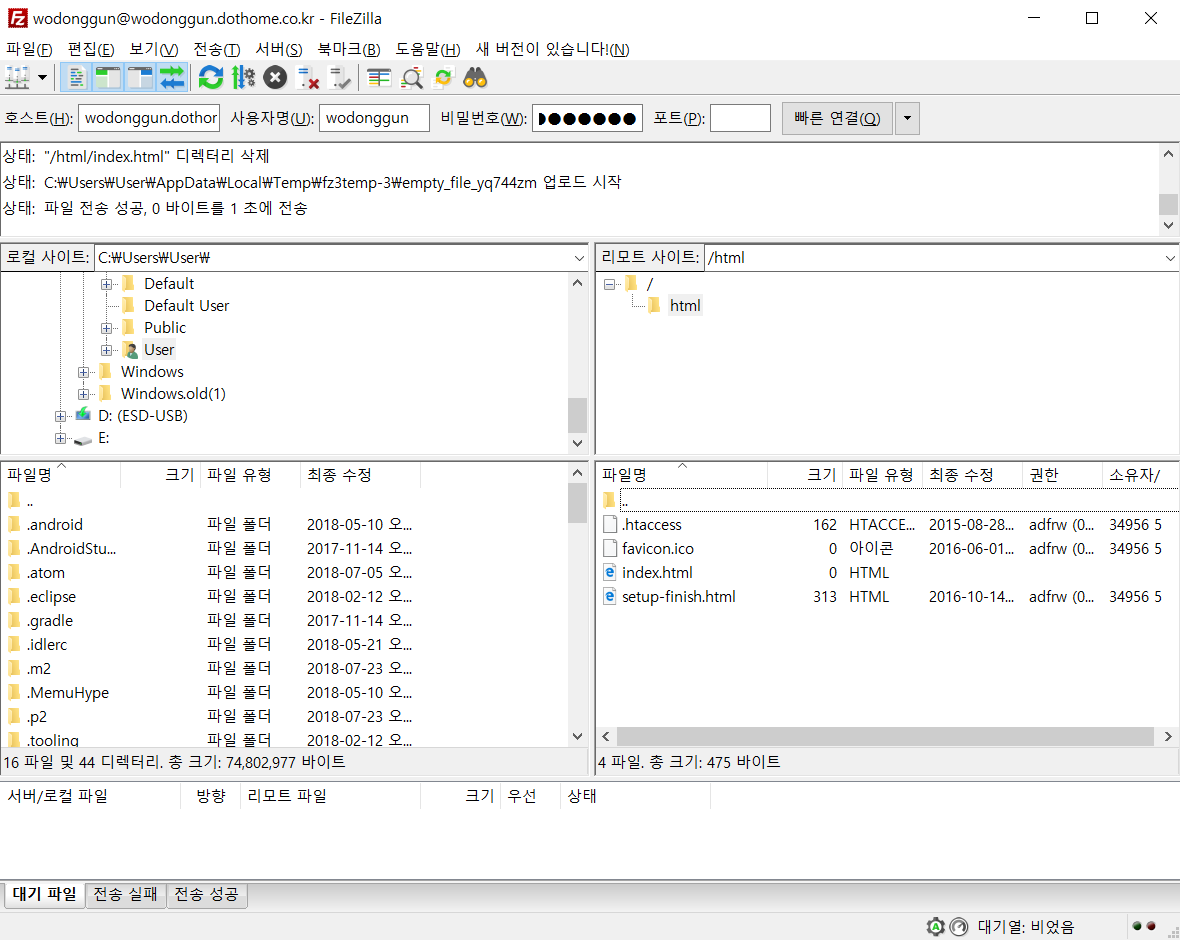 wodonggun@wodonggun.dothome.co.kr - FileZilla
파일(F) 편집(E) 보기(V) 전송(T) 서버(S) 북마크(B) 도움말(H) 새 버전이 있습니다!(N)
호스트(H): wodonggun.dothor 사용자명(U): wodonggun 비밀번호(W): ●●●●●●●● 포트(P): 빠른 연결(Q)
상태: "/html/index.html" 디렉터리 삭제
상태: C:₩Users₩User₩AppData₩Local₩Temp₩fz3temp-3₩empty_file_yq744zm 업로드 시작
상태: 파일 전송 성공, 0 바이트를 1 초에 전송
로컬 사이트: C:₩Users₩User₩
Default
Default User
Public
User
Windows
Windows.old(1)
D: (ESD-USB)
E:
리모트 사이트: /html
/
html
파일명 크기 파일 유형 최종 수정
..
.android 파일 폴더 2018-05-10 오...
.AndroidStu... 파일 폴더 2017-11-14 오...
.atom 파일 폴더 2018-07-05 오...
.eclipse 파일 폴더 2018-02-12 오...
.gradle 파일 폴더 2017-11-14 오...
.idlerc 파일 폴더 2018-05-21 오...
.m2 파일 폴더 2018-07-23 오...
.MemuHype 파일 폴더 2018-05-10 오...
.p2 파일 폴더 2018-07-23 오...
.tooling 파일 폴더 2018-02-12 오...
16 파일 및 44 디렉터리. 총 크기: 74,802,977 바이트
파일명 크기 파일 유형 최종 수정 권한 소유자/
..
.htaccess 162 HTACCE... 2015-08-28... adfrw (0... 34956 5
favicon.ico 0 아이콘 2016-06-01... adfrw (0... 34956 5
index.html 0 HTML
setup-finish.html 313 HTML 2016-10-14... adfrw (0... 34956 5
4 파일. 총 크기: 475 바이트
서버/로컬 파일 방향 리모트 파일 크기 우선 상태
대기 파일 전송 실패 전송 성공
대기열: 비었음